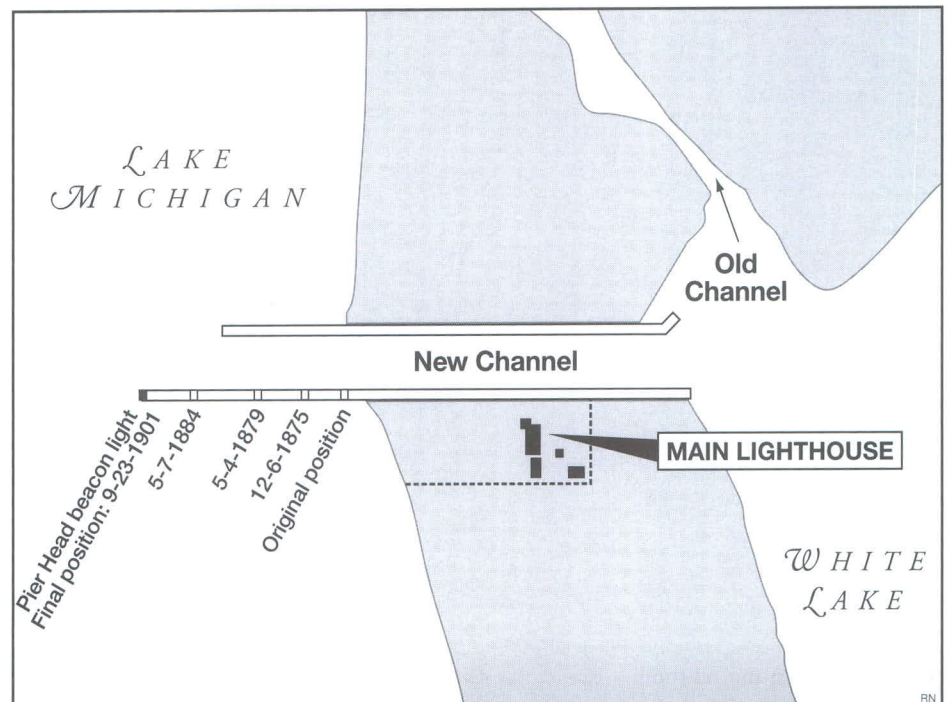 LAKE
MICHIGAN
Old
Channel
New Channel
Pier Head beacon light
Final position: 9-23-1901
5-7-1884
5-4-1879
12-6-1875
Original position
MAIN LIGHTHOUSE
WHITE
LAKE
RN